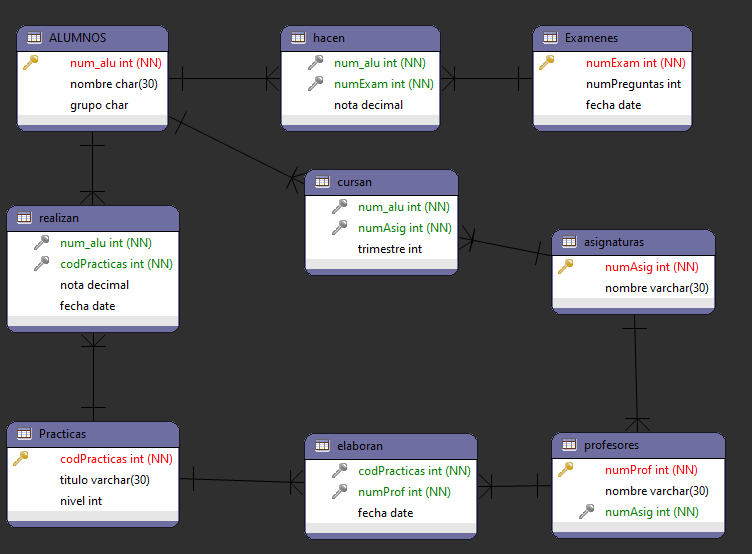 ALUMNOS
num_alu int (NN)
nombre char(30)
grupo char
hacen
num_alu int (NN)
numExam int (NN)
nota decimal
Examenes
numExam int (NN)
numPreguntas int
fecha date
cursan
num_alu int (NN)
numAsig int (NN)
trimestre int
realizan
num_alu int (NN)
codPracticas int (NN)
nota decimal
fecha date
asignaturas
numAsig int (NN)
nombre varchar(30)
Practicas
codPracticas int (NN)
titulo varchar(30)
nivel int
elaboran
codPracticas int (NN)
numProf int (NN)
fecha date
profesores
numProf int (NN)
nombre varchar(30)
numAsig int (NN)